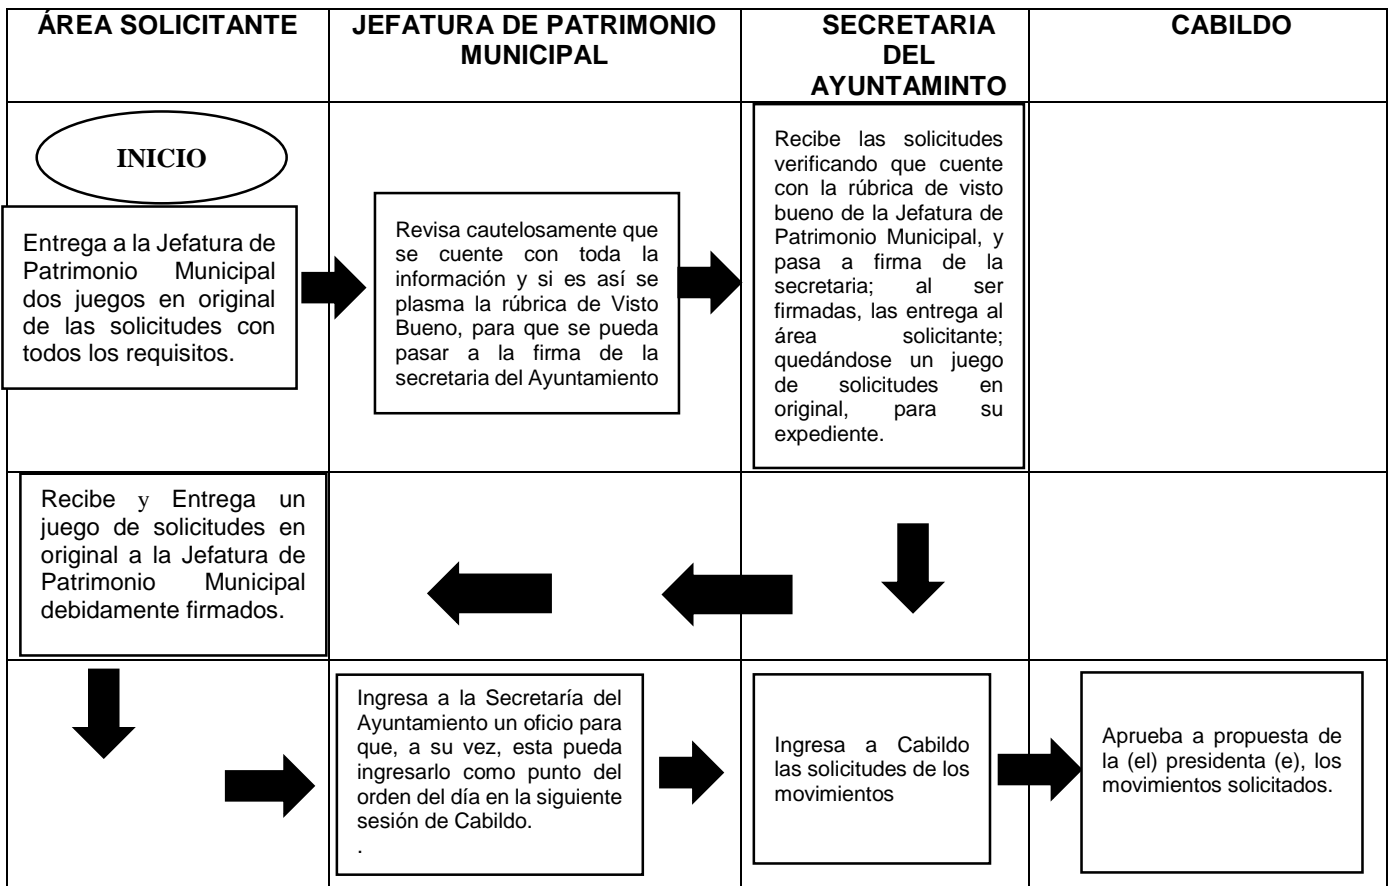 ÁREA SOLICITANTE
JEFATURA DE PATRIMONIO
MUNICIPAL
SECRETARIA
DEL
AYUNTAMINTO
CABILDO
INICIO
Entrega a la Jefatura de
Patrimonio Municipal
dos juegos en original
de las solicitudes con
todos los requisitos.
Revisa cautelosamente que
se cuente con toda la
información y si es así se
plasma la rúbrica de Visto
Bueno, para que se pueda
pasar a la firma de la
secretaria del Ayuntamiento
Recibe las solicitudes
verificando que cuente
con la rúbrica de visto
bueno de la Jefatura de
Patrimonio Municipal, y
pasa a firma de la
secretaria; al ser
firmadas, las entrega al
área solicitante;
quedándose un juego
de solicitudes en
original, para su
expediente.
Recibe y Entrega un
juego de solicitudes en
original a la Jefatura de
Patrimonio Municipal
debidamente firmados.
Ingresa a la Secretaría del
Ayuntamiento un oficio para
que, a su vez, esta pueda
ingresarlo como punto del
orden del día en la siguiente
sesión de Cabildo.
.
Ingresa a Cabildo
las solicitudes de los
movimientos
Aprueba a propuesta de
la (el) presidenta (e), los
movimientos solicitados.